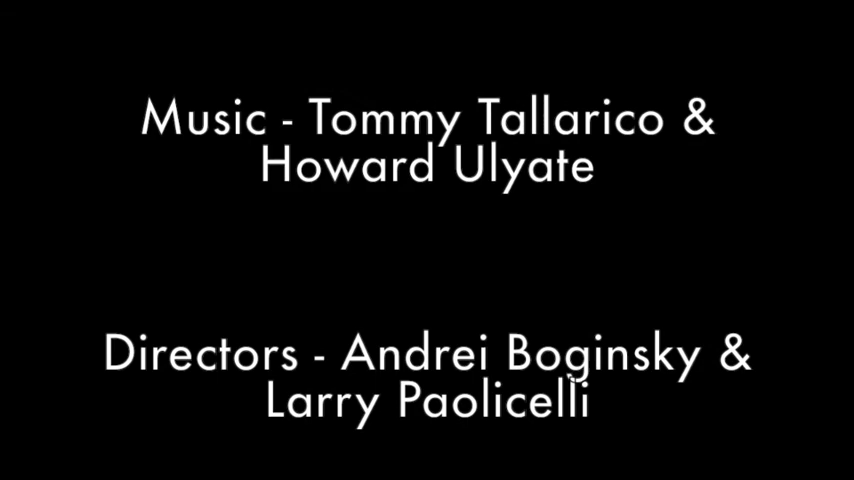 Music - Tommy Tallarico &
Howard Ulyate
Directors - Andrei Boginsky &
Larry Paolicelli